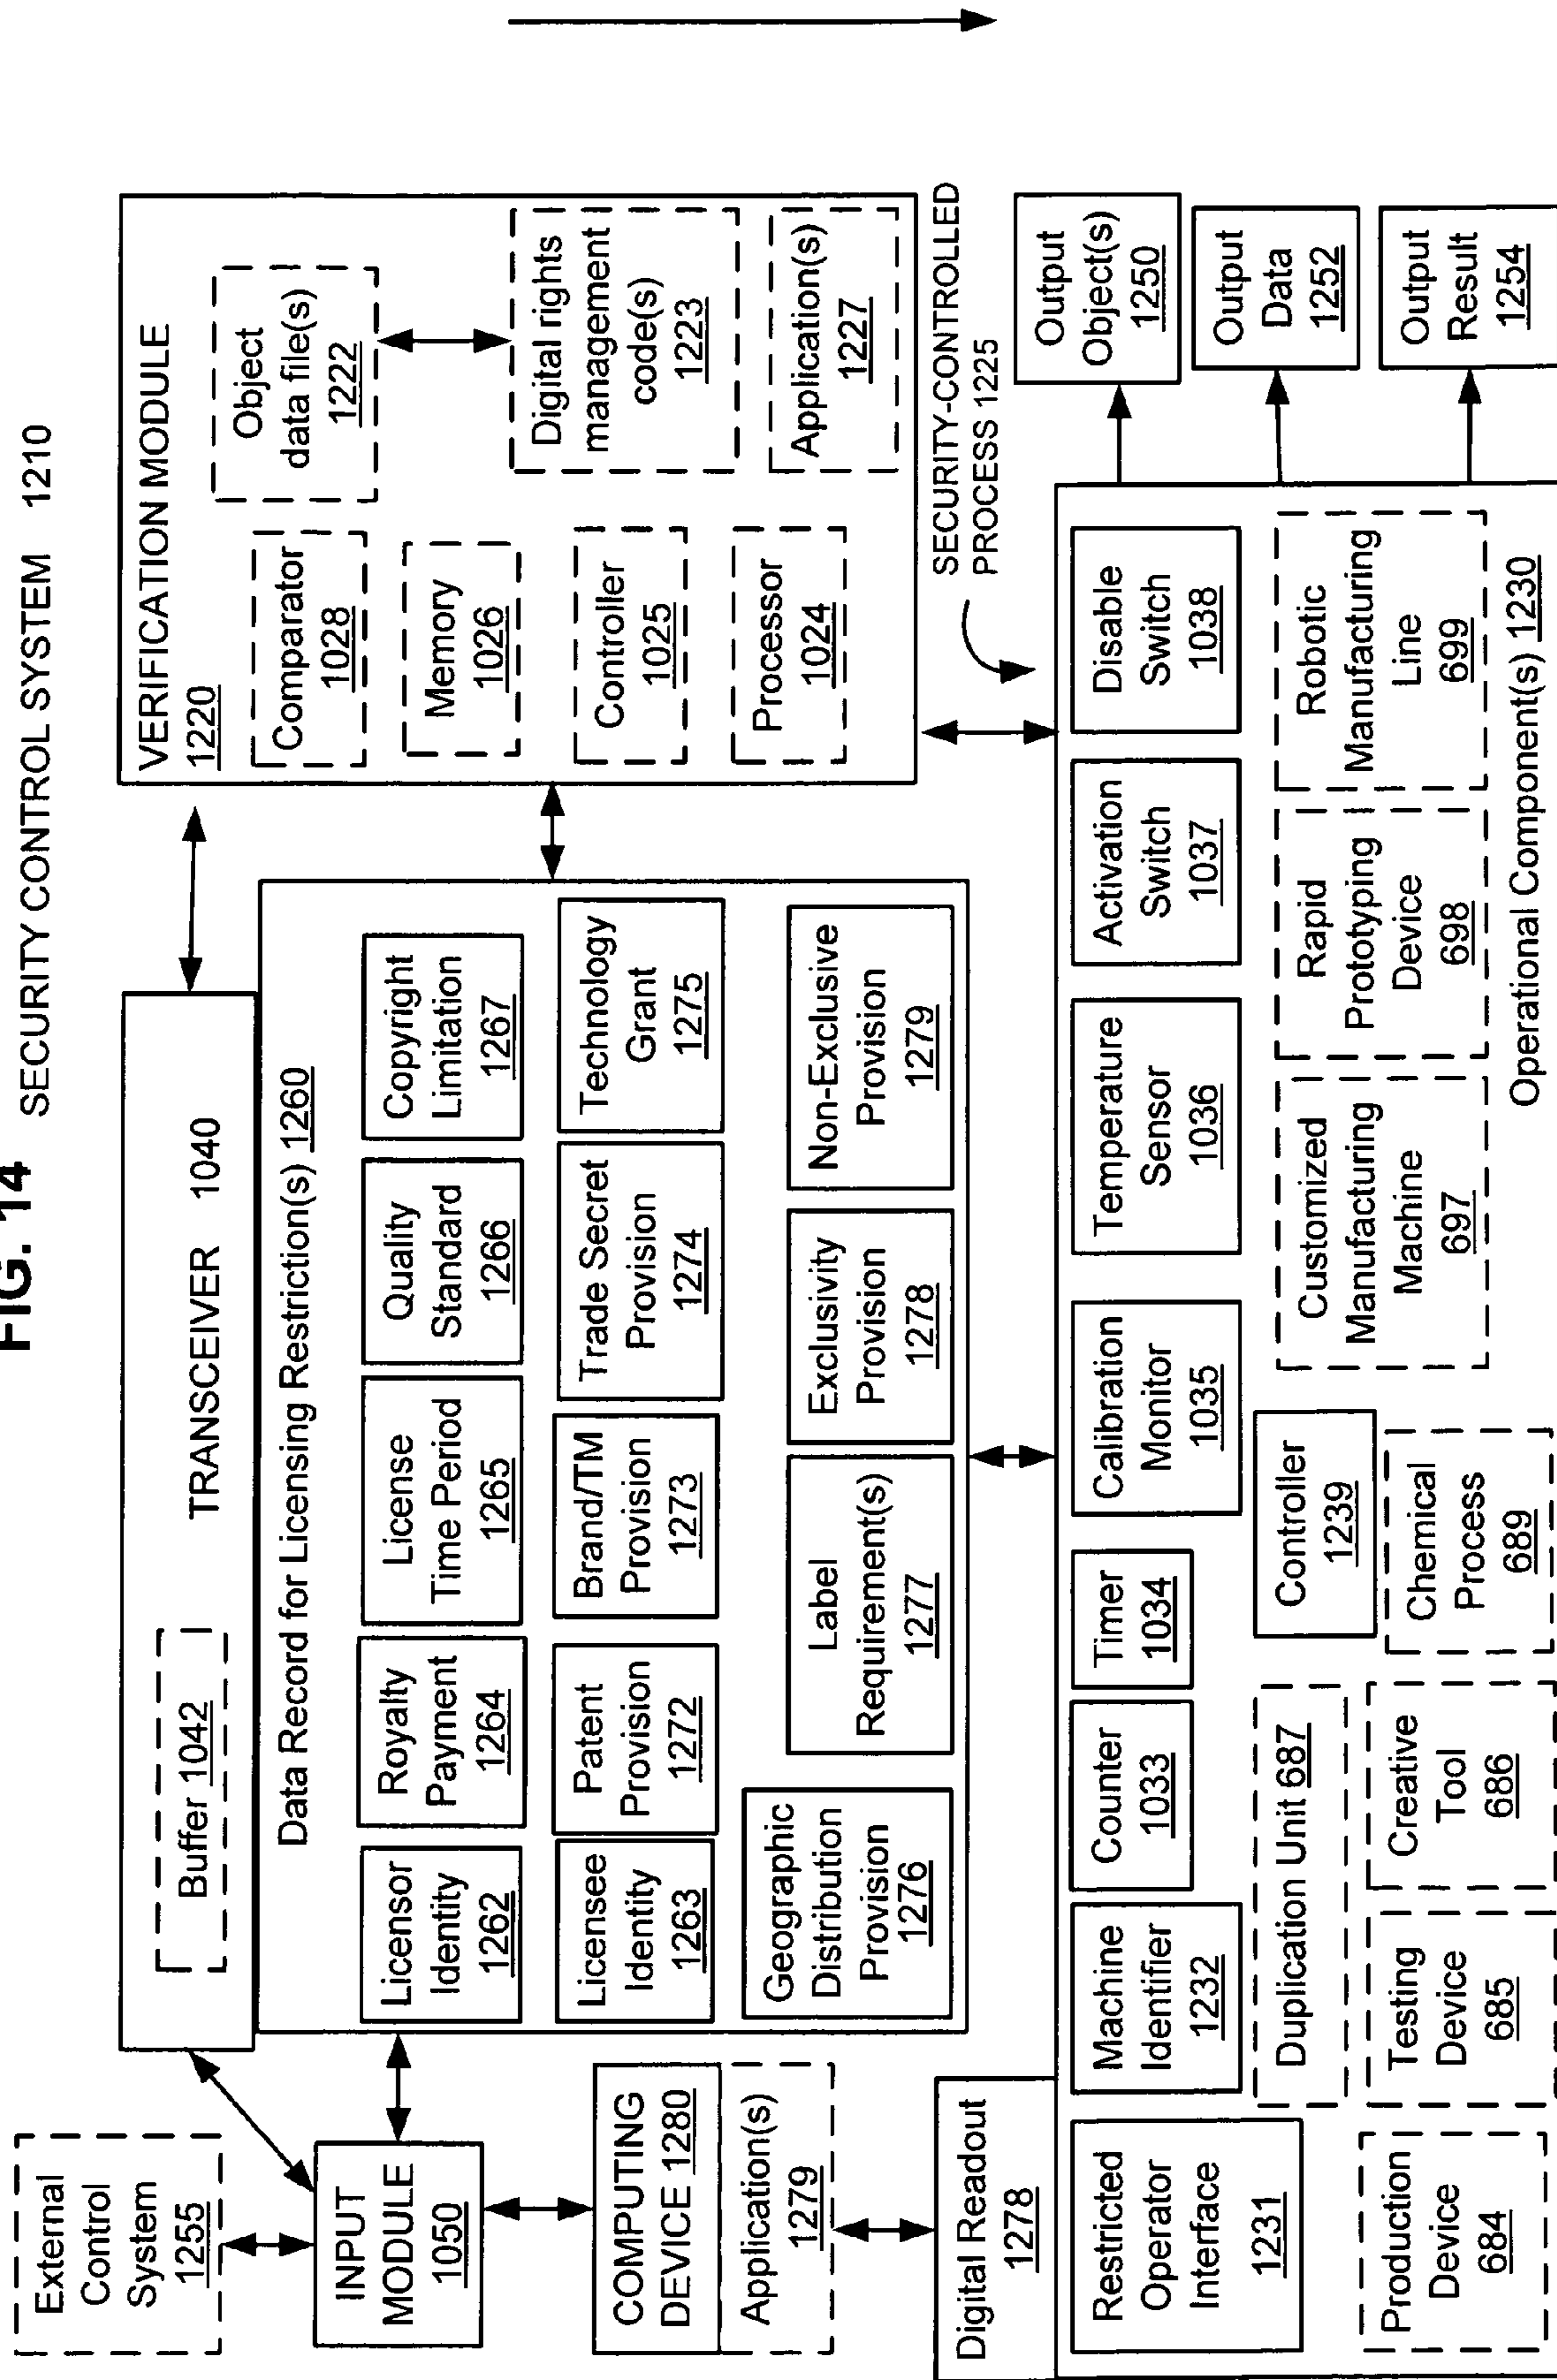 FIG. 14
SECURITY CONTROL SYSTEM 1210
External
Control
System
1255
INPUT
MODULE
1050
COMPUTING
DEVICE 1280
Application(s)
1279
Digital Readout
1278
Buffer 1042
TRANSCEIVER 1040
Data Record for Licensing Restriction(s) 1260
Licensor
Identity
1262
Royalty
Payment
1264
License
Time Period
1265
Quality
Standard
1266
Copyright
Limitation
1267
Licensee
Identity
1263
Patent
Provision
1272
Brand/TM
Provision
1273
Trade Secret
Provision
1274
Technology
Grant
1275
Geographic
Distribution
Provision
1276
Label
Requirement(s)
1277
Exclusivity
Provision
1278
Non-Exclusive
Provision
1279
VERIFICATION MODULE
1220
Comparator
1028
Memory
1026
Controller
1025
Processor
1024
Object
data file(s)
1222
Digital rights
management
code(s)
1223
Application(s)
1227
SECURITY-CONTROLLED
PROCESS 1225
Restricted
Operator
Interface
1231
Machine
Identifier
1232
Counter
1033
Timer
1034
Calibration
Monitor
1035
Temperature
Sensor
1036
Activation
Switch
1037
Disable
Switch
1038
Duplication Unit 687
Controller
1239
Customized
Manufacturing
Machine
697
Rapid
Prototyping
Device
698
Robotic
Manufacturing
Line
699
Production
Device
684
Testing
Device
685
Creative
Tool
686
Chemical
Process
689
Operational Component(s) 1230
Output
Object(s)
1250
Output
Data
1252
Output
Result
1254